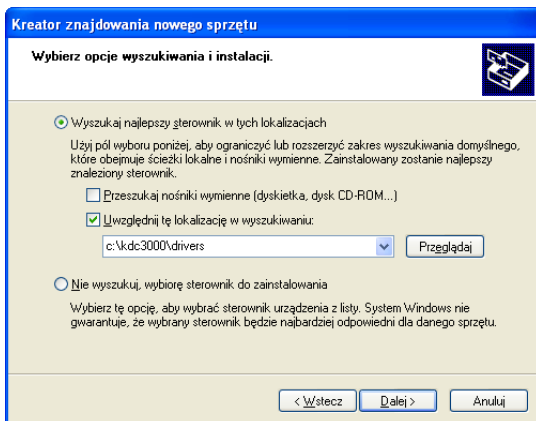 Kreator znajdowania nowego sprzętu
Wybierz opcje wyszukiwania i instalacji.
Wyszukaj najlepszy sterownik w tych lokalizacjach
Użyj pól wyboru poniżej, aby ograniczyć lub rozszerzyć zakres wyszukiwania domyślnego,
które obejmuje ścieżki lokalne i nośniki wymienne. Zainstalowany zostanie najlepszy
znaleziony sterownik.
Przeszukaj nośniki wymienne (dyskietka, dysk CD-ROM...)
Uwzględnij tę lokalizację w wyszukiwaniu:
c:\kdc3000\drivers
Przeglądaj
Nie wyszukuj, wybiorę sterownik do zainstalowania
Wybierz tę opcję, aby wybrać sterownik urządzenia z listy. System Windows nie
gwarantuje, że wybrany sterownik będzie najbardziej odpowiedni dla danego sprzętu.
< Wstecz Dalej > Anuluj